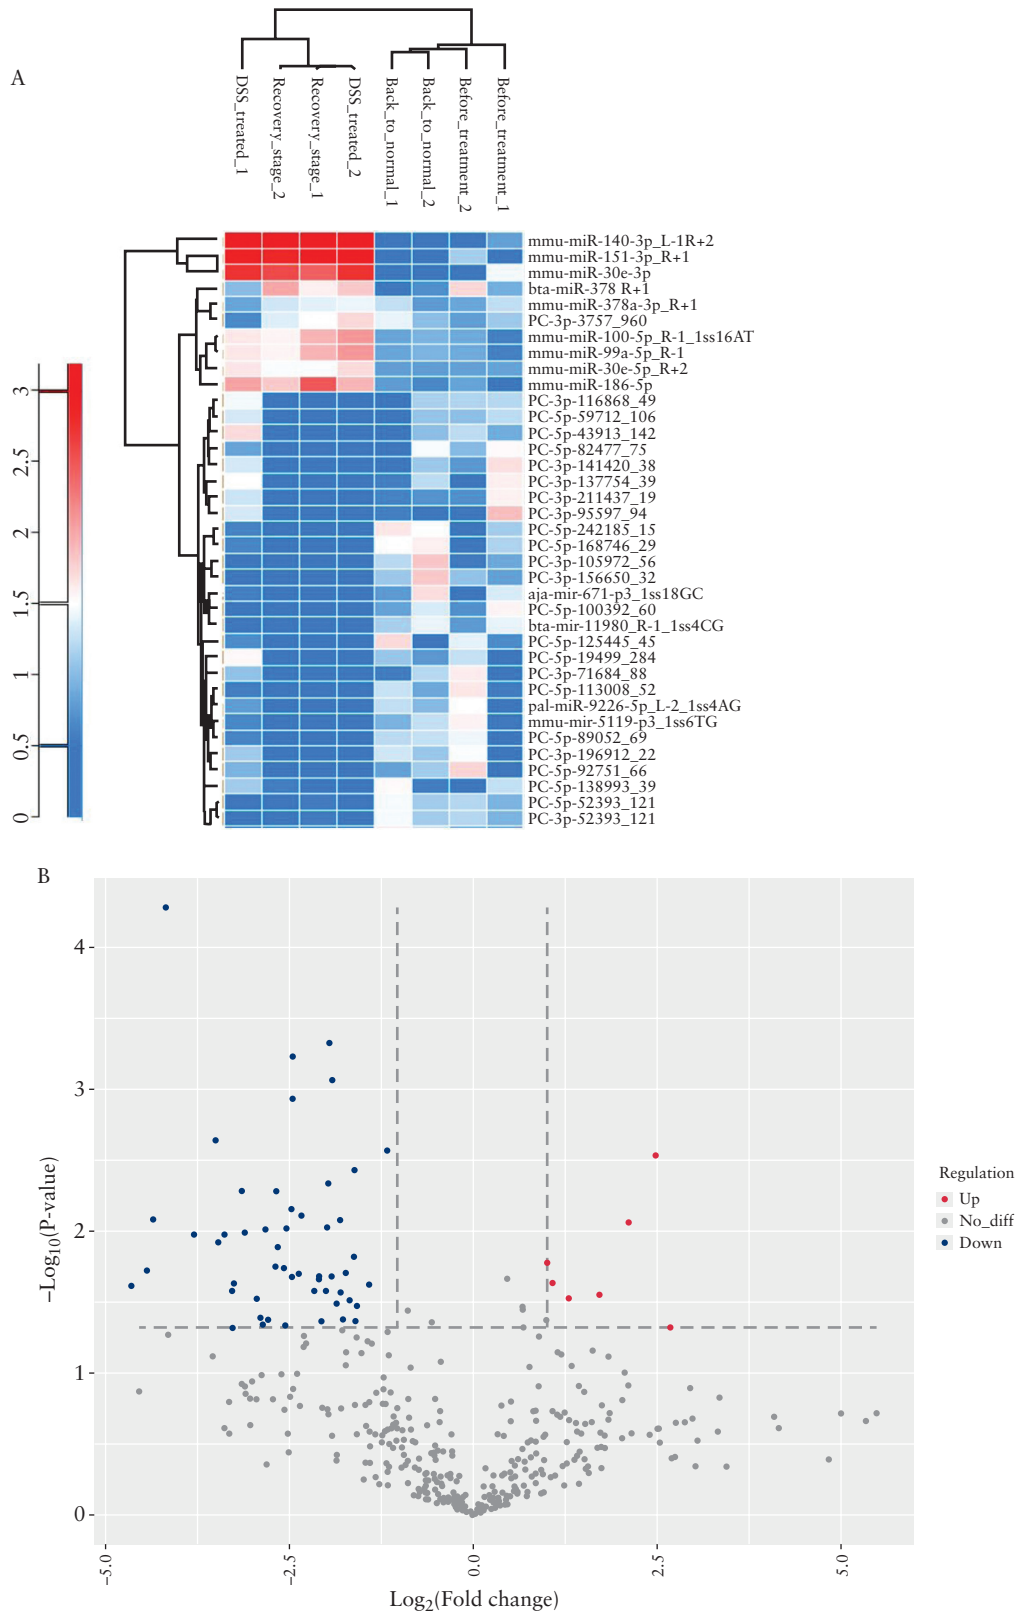 A
DSS_treated_1
Recovery_stage_2
Recovery_stage_1
DSS_treated_2
Back_to_normal_1
Back_to_normal_2
Before_treatment_2
Before_treatment_1
mmu-miR-140-3p_L-1R+2
mmu-miR-151-3p_R+1
mmu-miR-30e-3p
bta-miR-378 R+1
mmu-miR-378a-3p_R+1
PC-3p-3757_960
mmu-miR-100-5p_R-1_1ss16AT
mmu-miR-99a-5p_R-1
mmu-miR-30e-5p_R+2
mmu-miR-186-5p
PC-3p-116868_49
PC-5p-59712_106
PC-5p-43913_142
PC-5p-82477_75
PC-3p-141420_38
PC-3p-137754_39
PC-3p-211437_19
PC-3p-95597_94
PC-5p-242185_15
PC-5p-168746_29
PC-3p-105972_56
PC-3p-156650_32
aja-mir-671-p3_1ss18GC
PC-5p-100392_60
bta-mir-11980_R-1_1ss4CG
PC-5p-125445_45
PC-5p-19499_284
PC-3p-71684_88
PC-5p-113008_52
pal-miR-9226-5p_L-2_1ss4AG
mmu-mir-5119-p3_1ss6TG
PC-5p-89052_69
PC-3p-196912_22
PC-5p-92751_66
PC-5p-138993_39
PC-5p-52393_121
PC-3p-52393_121
3
2.5
2
1.5
1
0.5
0
B
4
3
2
1
0
−Log10(P-value)
-5.0
-2.5
0.0
2.5
5.0
Log2(Fold change)
Regulation
Up
No_diff
Down